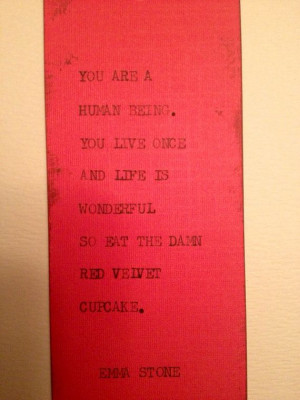 YOU ARE A
HUMAN BEING.
YOU LIVE ONCE
AND LIFE IS
WONDERFUL
SO EAT THE DAMN
RED VELVET
CUPCAKE.
EMMA STONE